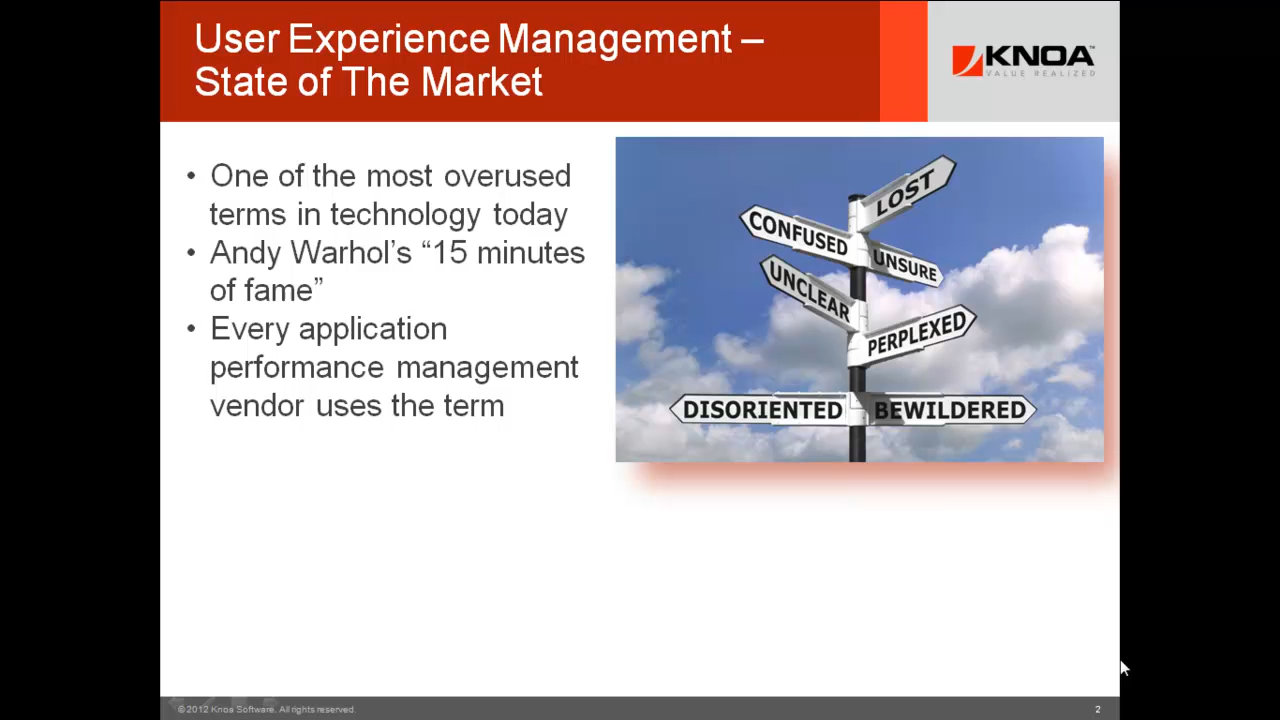 User Experience Management –
State of The Market
KNOA™
VALUE REALIZED
• One of the most overused
terms in technology today
• Andy Warhol’s “15 minutes
of fame”
• Every application
performance management
vendor uses the term
LOST
CONFUSED
UNSURE
UNCLEAR
PERPLEXED
DISORIENTED
BEWILDERED
© 2012 Knoa Software. All rights reserved.
2